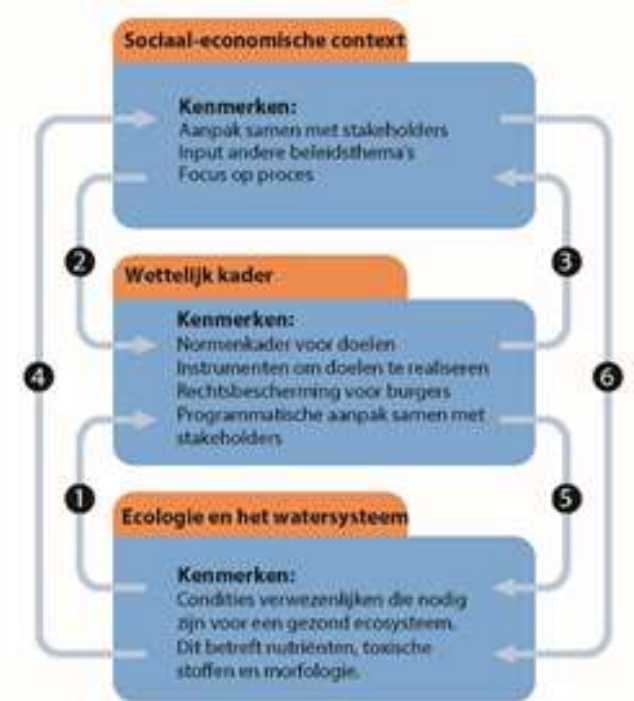 Sociaal-economische context
Kenmerken:
Aanpak samen met stakeholders
Input andere beleidsthema's
Focus op proces
2
3
Wettelijk kader
Kenmerken:
Normenkader voor doelen
Instrumenten om doelen te realiseren
Rechtsbescherming voor burgers
Programmatische aanpak samen met
stakeholders
4
6
1
5
Ecologie en het watersysteem
Kenmerken:
Condities verwezenlijken die nodig
zijn voor een gezond ecosysteem.
Dit betreft nutriënten, toxische
stoffen en morfologie.